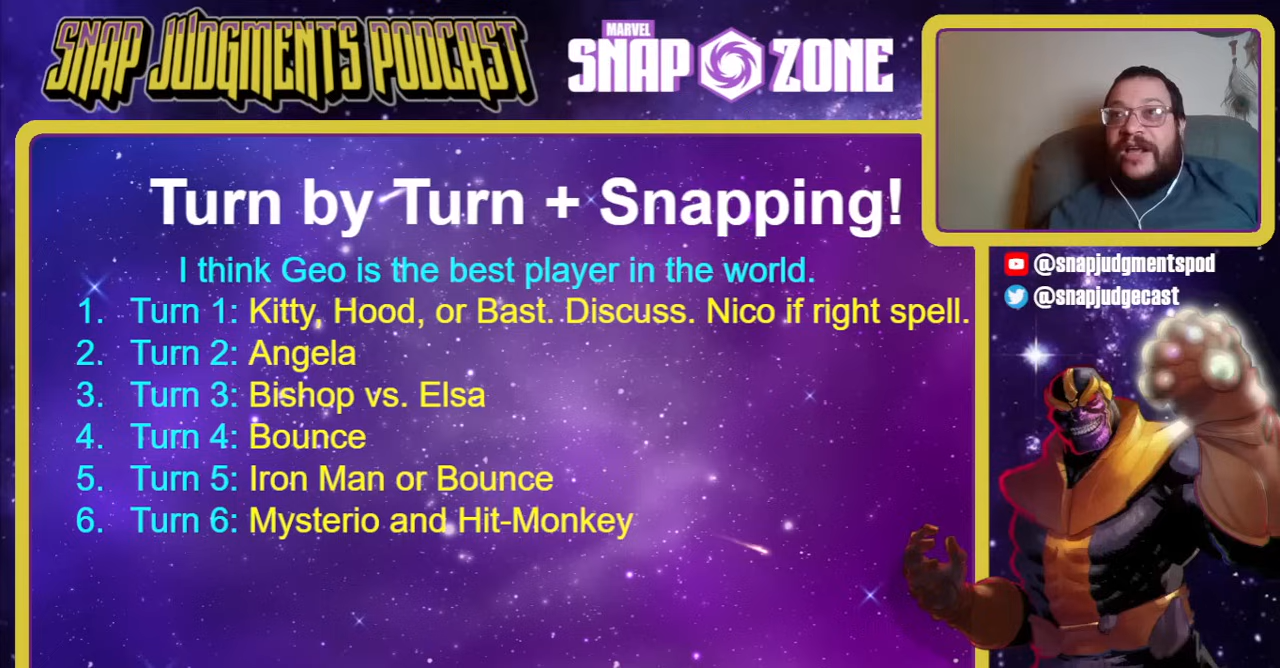 SNAP JUDGMENTS PODCAST
MARVEL
SNAP ZONE
Turn by Turn + Snapping!
I think Geo is the best player in the world.
1. Turn 1: Kitty, Hood, or Bast. Discuss. Nico if right spell.
2. Turn 2: Angela
3. Turn 3: Bishop vs. Elsa
4. Turn 4: Bounce
5. Turn 5: Iron Man or Bounce
6. Turn 6: Mysterio and Hit-Monkey
@snapjudgmentspod
@snapjudgecast